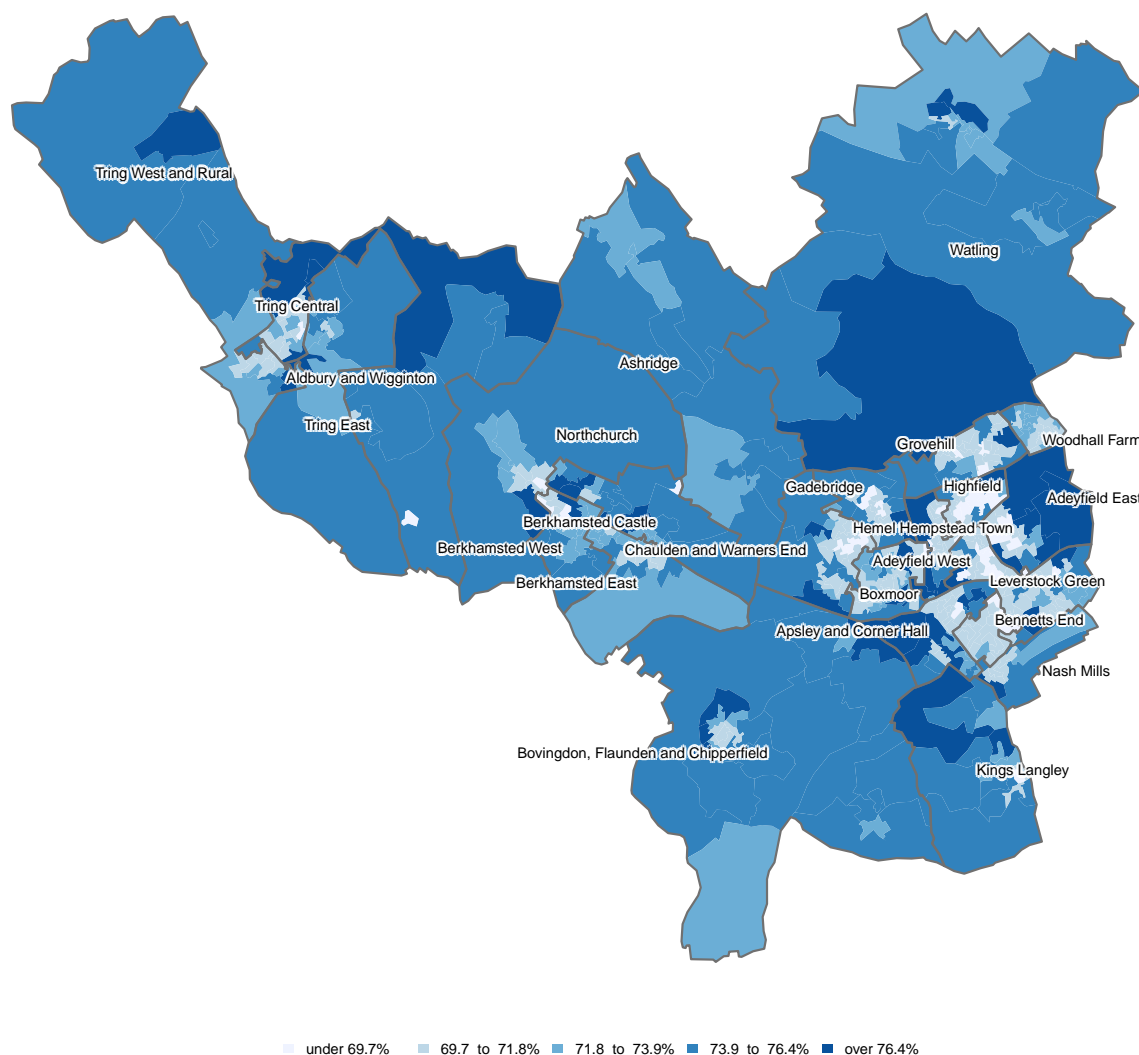 Tring West and Rural
Watling
Tring Central
Ashridge
Aldbury and Wigginton
Tring East
Northchurch
Grovehill
Woodhall Farm
Gadebridge
Highfield
Adeyfield East
Berkhamsted Castle
Hemel Hempstead Town
Berkhamsted West
Chaulden and Warners End
Adeyfield West
Berkhamsted East
Leverstock Green
Boxmoor
Bennetts End
Apsley and Corner Hall
Nash Mills
Bovingdon, Flaunden and Chipperfield
Kings Langley
under 69.7% 69.7 to 71.8% 71.8 to 73.9% 73.9 to 76.4% over 76.4%